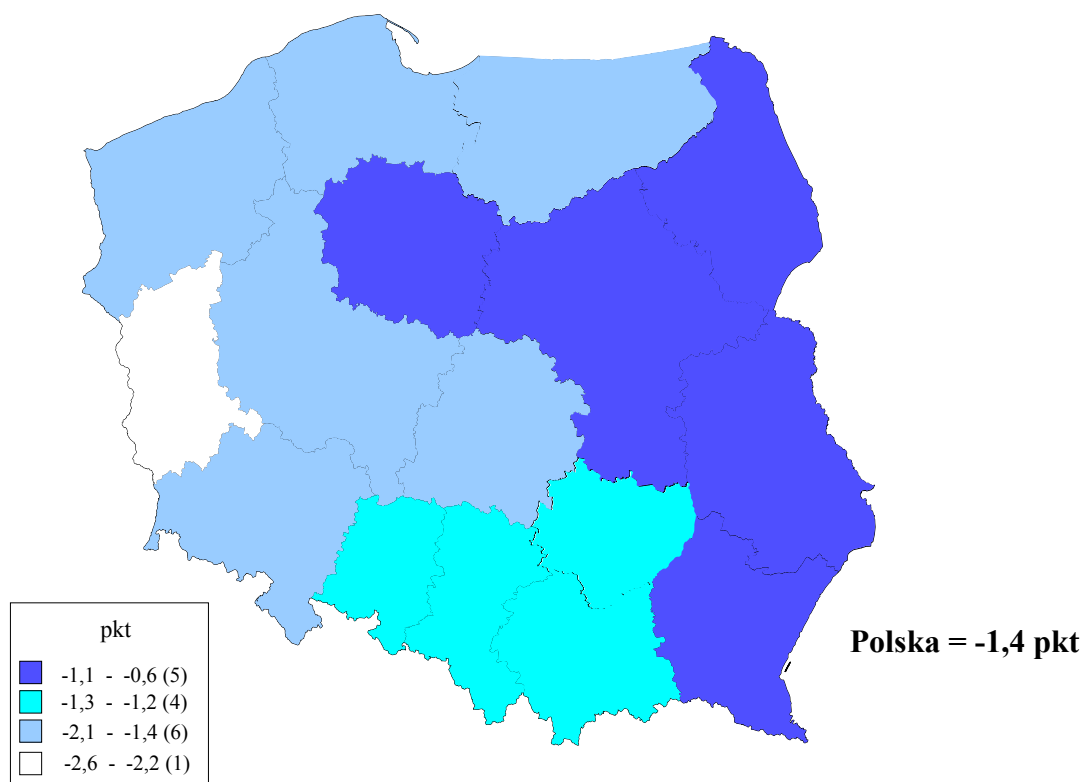 Polska = -1,4 pkt
pkt
-1,1 - -0,6 (5)
-1,3 - -1,2 (4)
-2,1 - -1,4 (6)
-2,6 - -2,2 (1)